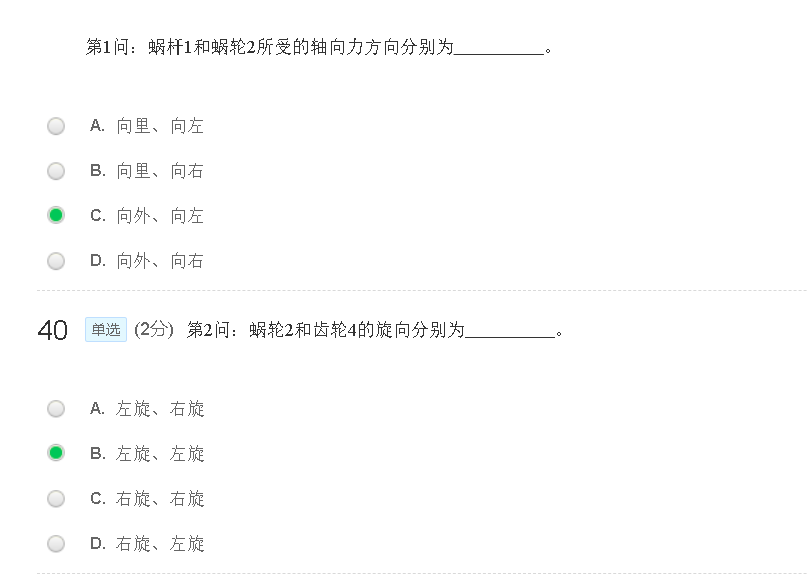 第1问：蜗杆1和蜗轮2所受的轴向力方向分别为__________。
A. 向里、向左
B. 向里、向右
C. 向外、向左
D. 向外、向右
40 单选 (2分) 第2问：蜗轮2和齿轮4的旋向分别为__________。
A. 左旋、右旋
B. 左旋、左旋
C. 右旋、右旋
D. 右旋、左旋